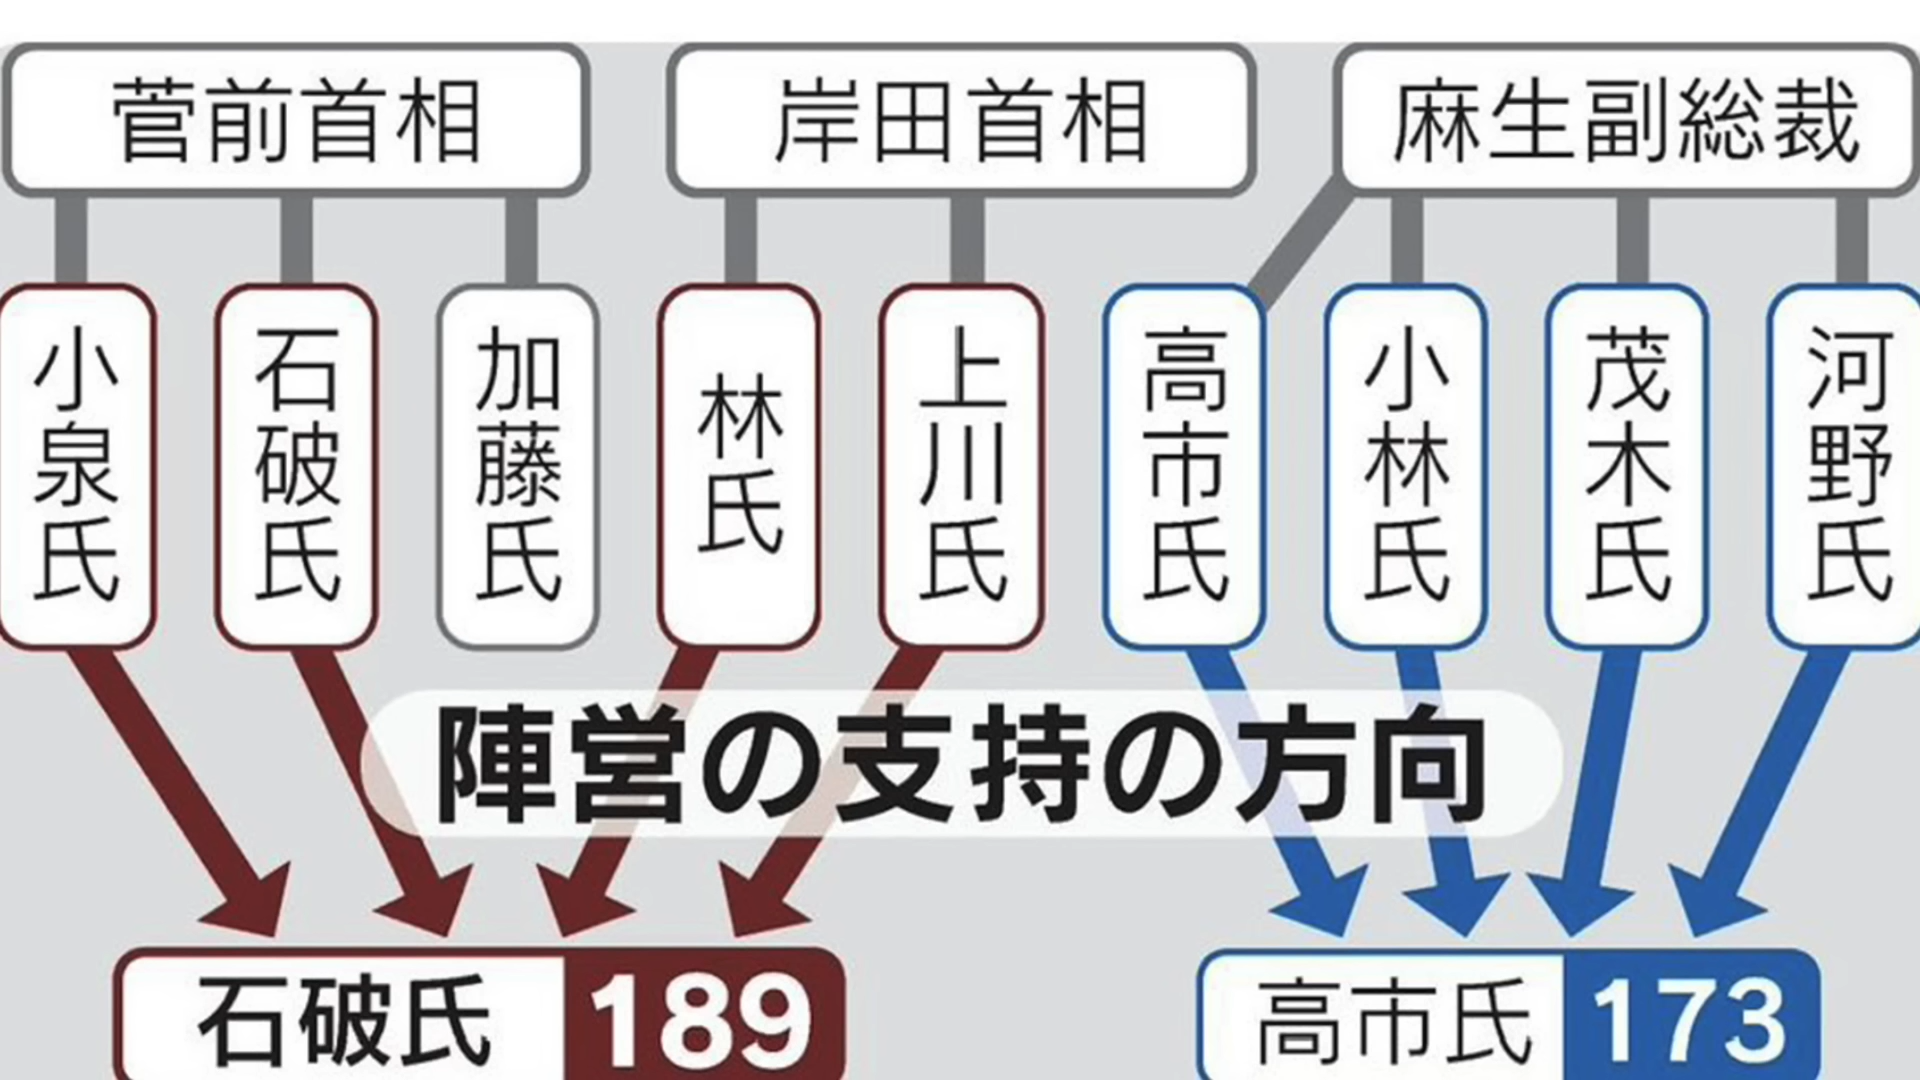 菅前首相
岸田首相
麻生副総裁
小泉氏
石破氏
加藤氏
林氏
上川氏
高市氏
小林氏
茂木氏
河野氏
陣営の支持の方向
石破氏 189
高市氏 173